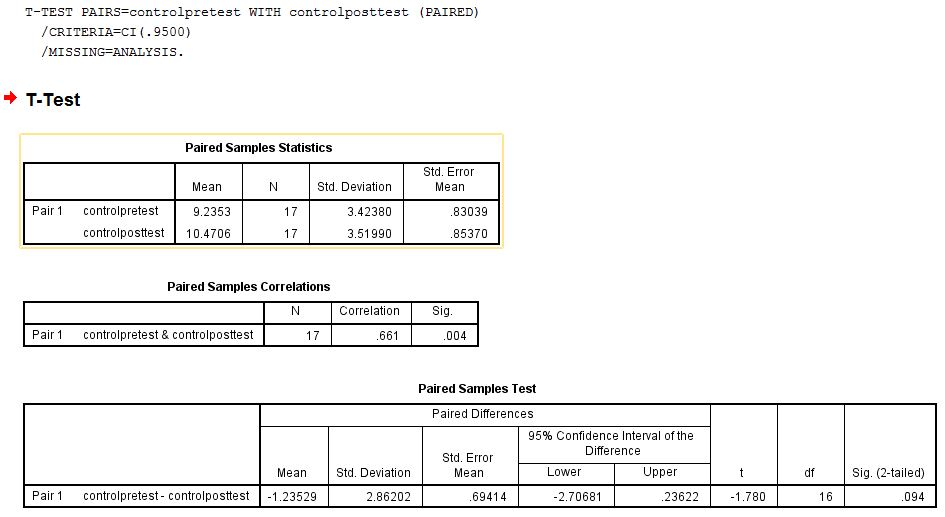 T-TEST PAIRS=controlpretest WITH controlposttest (PAIRED)
/CRITERIA=CI(.9500)
/MISSING=ANALYSIS.
T-Test
Paired Samples Statistics
Mean N Std. Deviation Std. Error Mean
Pair 1 controlpretest 9.2353 17 3.42380 .83039
controlposttest 10.4706 17 3.51990 .85370
Paired Samples Correlations
N Correlation Sig.
Pair 1 controlpretest & controlposttest 17 .661 .004
Paired Samples Test
Paired Differences
95% Confidence Interval of the Difference
Mean Std. Deviation Std. Error Mean Lower Upper t df Sig. (2-tailed)
Pair 1 controlpretest - controlposttest -1.23529 2.86202 .69414 -2.70681 .23622 -1.780 16 .094